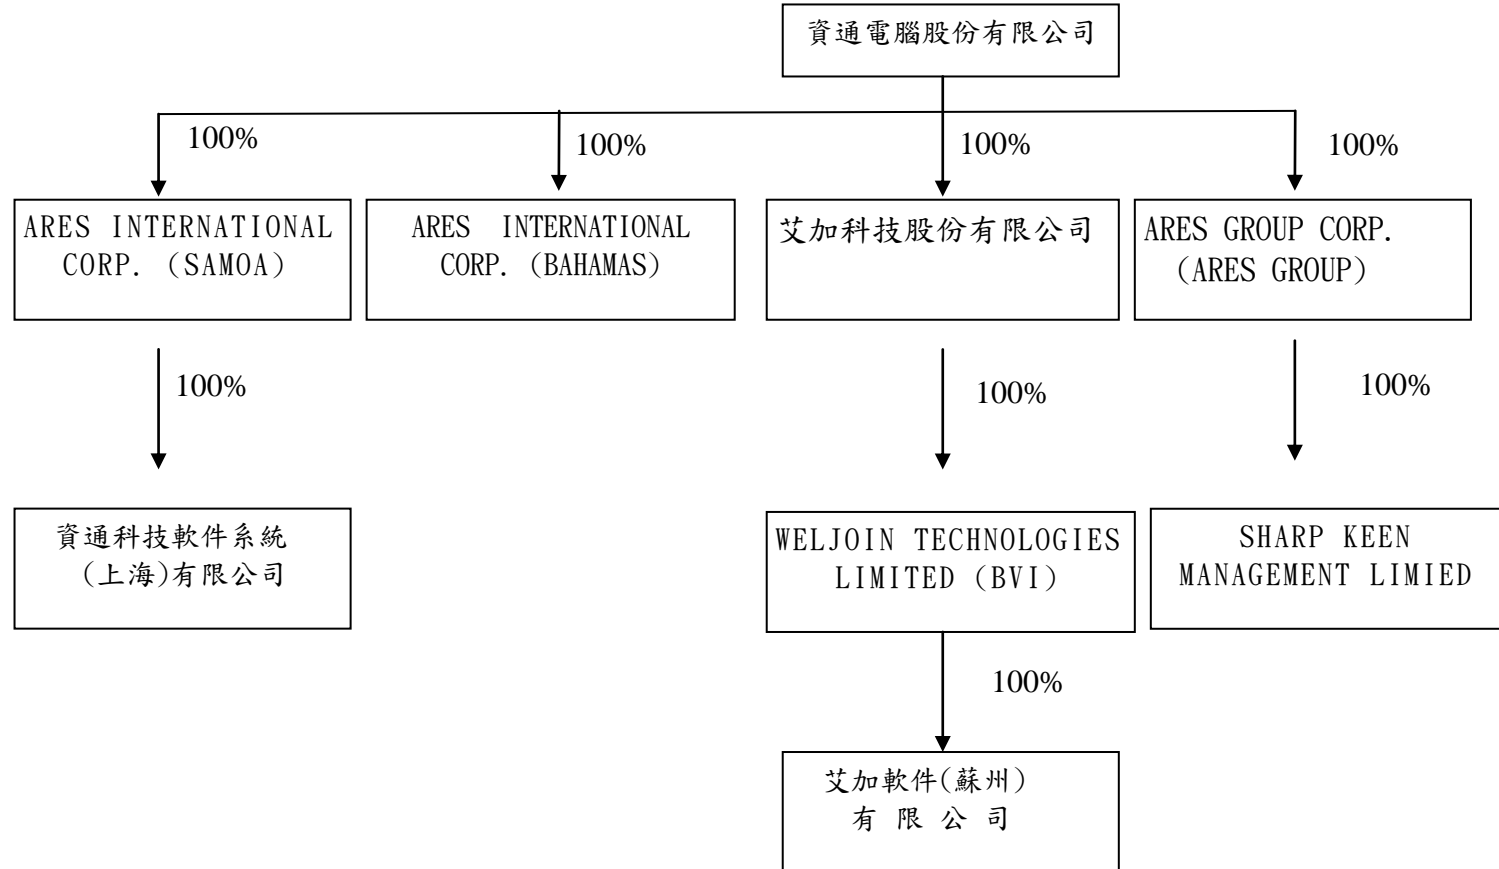 資通電腦股份有限公司
100%
100%
100%
100%
ARES INTERNATIONAL
CORP. (SAMOA)
ARES INTERNATIONAL
CORP. (BAHAMAS)
艾加科技股份有限公司
ARES GROUP CORP.
(ARES GROUP)
100%
100%
100%
資通科技軟件系統
(上海)有限公司
WELJOIN TECHNOLOGIES
LIMITED (BVI)
SHARP KEEN
MANAGEMENT LIMIED
100%
艾加軟件(蘇州)
有 限 公 司